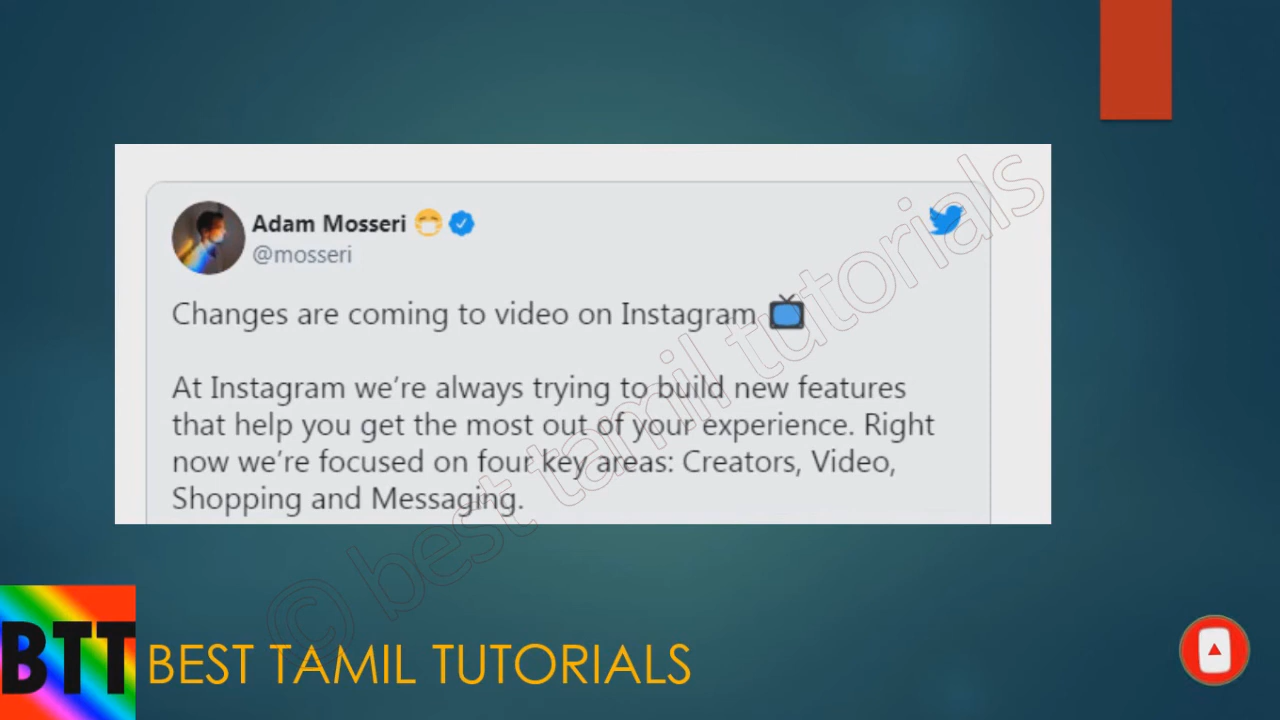 Adam Mosseri
@mosseri
Changes are coming to video on Instagram
At Instagram we're always trying to build new features
that help you get the most out of your experience. Right
now we're focused on four key areas: Creators, Video,
Shopping and Messaging.
© best tamil tutorials
BTT
BEST TAMIL TUTORIALS